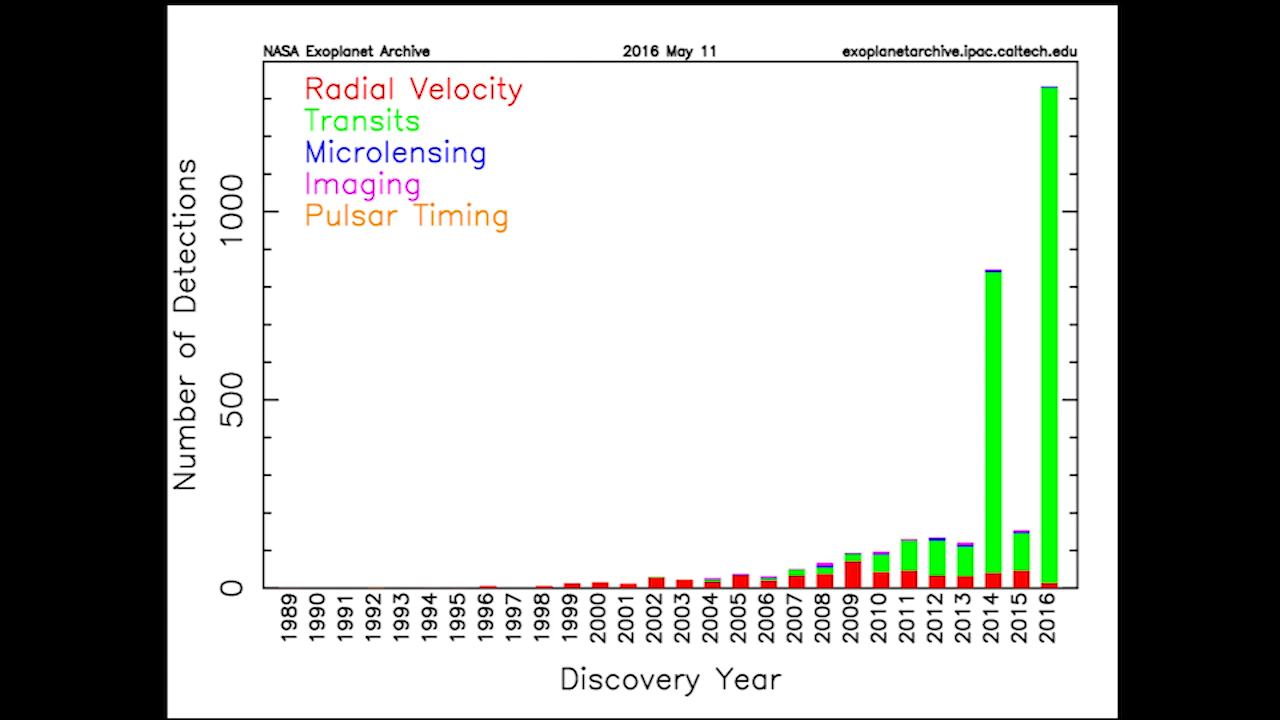 NASA Exoplanet Archive 2016 May 11 exoplanetarchive.ipac.caltech.edu
Radial Velocity
Transits
Microlensing
Imaging
Pulsar Timing
Number of Detections
1000
500
0
1989 1990 1991 1992 1993 1994 1995 1996 1997 1998 1999 2000 2001 2002 2003 2004 2005 2006 2007 2008 2009 2010 2011 2012 2013 2014 2015 2016
Discovery Year